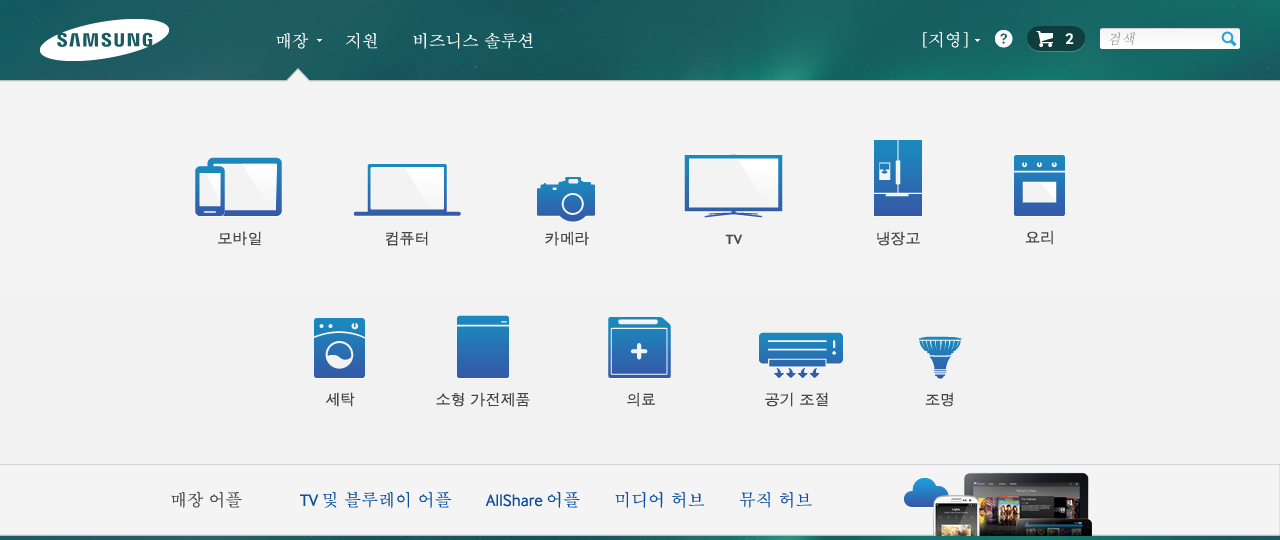 SAMSUNG
매장 지원 비즈니스 솔루션 [지영] ? 2 검색
모바일 컴퓨터 카메라 TV 냉장고 요리
세탁 소형 가전제품 의료 공기 조절 조명
매장 어플 TV 및 블루레이 어플 AllShare 어플 미디어 허브 뮤직 허브